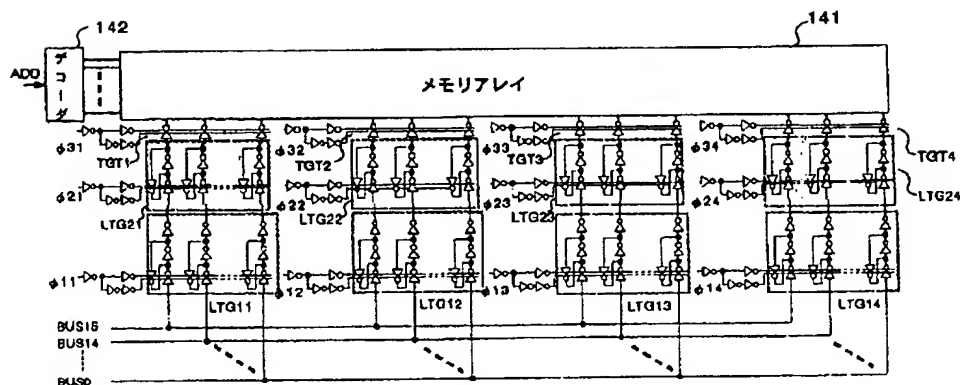 142
141
ADD
デコーダ
メモリアレイ
φ31
φ32
φ33
φ34
TGT1
TGT2
TGT3
TGT4
φ21
φ22
φ23
φ24
LTG21
LTG22
LTG23
LTG24
φ11
φ12
φ13
φ14
LTG11
LTG12
LTG13
LTG14
BUS15
BUS14
BUS0